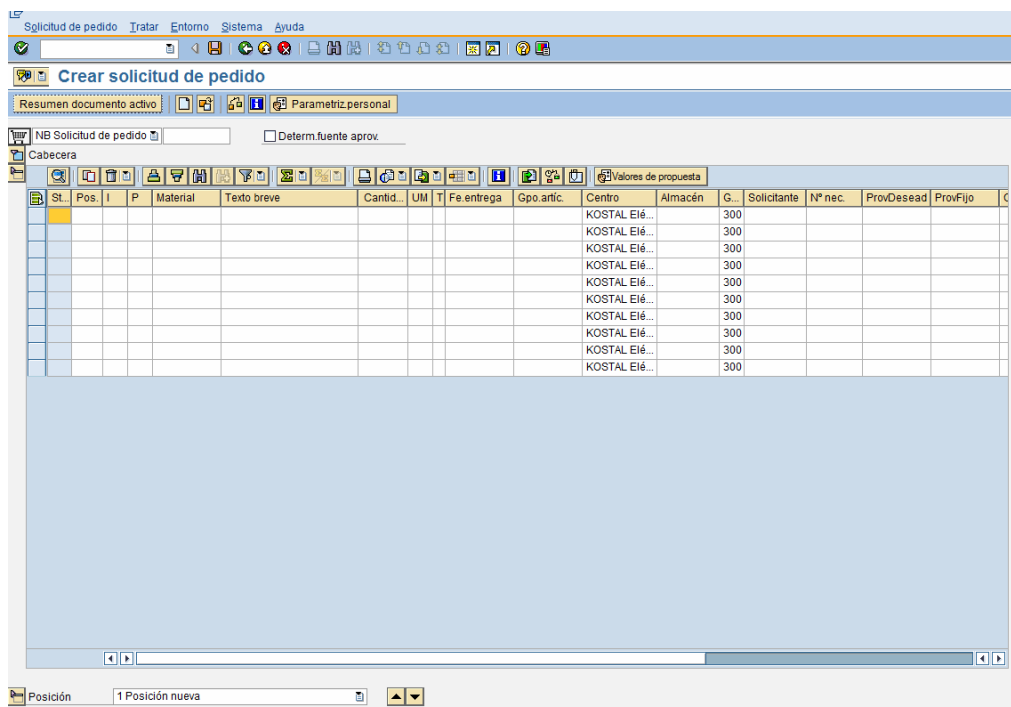 Solicitud de pedido Tratar Entorno Sistema Ayuda
Crear solicitud de pedido
Resumen documento activo Parametriz.personal
NB Solicitud de pedido Determ.fuente aprov.
Cabecera
Valores de propuesta
St... Pos. I P Material Texto breve Cantid... UM T Fe.entrega Gpo.artíc. Centro Almacén G... Solicitante Nº nec. ProvDesead ProvFijo
KOSTAL Elé... 300
KOSTAL Elé... 300
KOSTAL Elé... 300
KOSTAL Elé... 300
KOSTAL Elé... 300
KOSTAL Elé... 300
KOSTAL Elé... 300
KOSTAL Elé... 300
KOSTAL Elé... 300
KOSTAL Elé... 300
Posición 1 Posición nueva